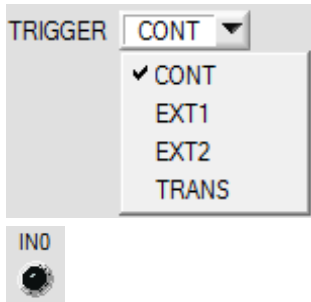 TRIGGER CONT
CONT
EXT1
EXT2
TRANS
IN0